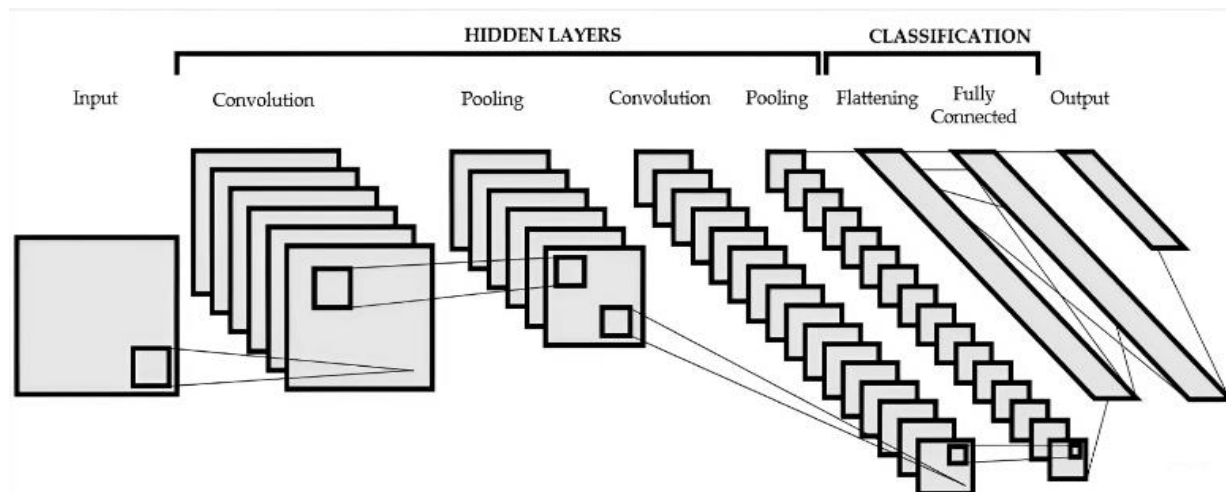 HIDDEN LAYERS
CLASSIFICATION
Input
Convolution
Pooling
Convolution
Pooling
Flattening
Fully
Connected
Output